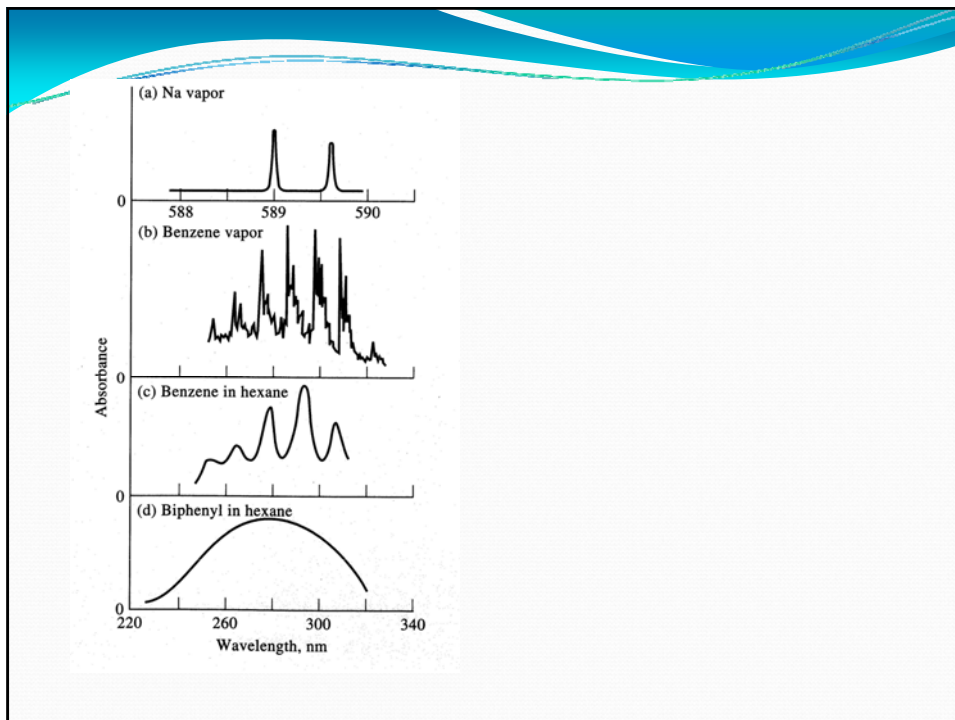 (a) Na vapor
0
588 589 590
(b) Benzene vapor
Absorbance
0
(c) Benzene in hexane
0
(d) Biphenyl in hexane
0
220 260 300 340
Wavelength, nm